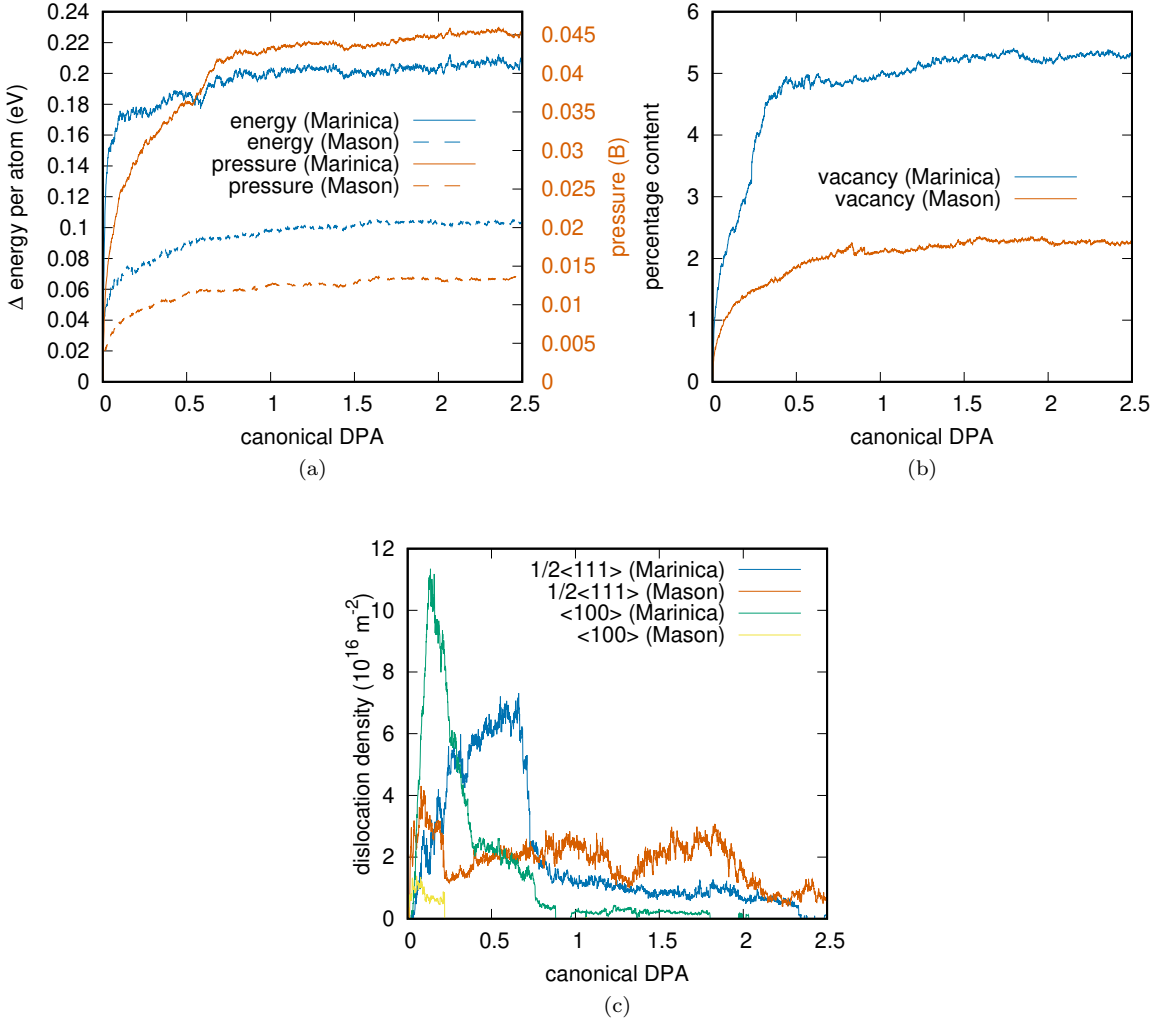 0.24
0.22
0.2
0.18
0.16
0.14
0.12
0.1
0.08
0.06
0.04
0.02
0
Δ energy per atom (eV)
energy (Marinica)
energy (Mason)
pressure (Marinica)
pressure (Mason)
0.045
0.04
0.035
0.03
0.025
0.02
0.015
0.01
0.005
0
pressure (B)
0 0.5 1 1.5 2 2.5
canonical DPA
(a)
6
5
4
3
2
1
0
percentage content
vacancy (Marinica)
vacancy (Mason)
0 0.5 1 1.5 2 2.5
canonical DPA
(b)
12
10
8
6
4
2
0
dislocation density (10¹⁶ m⁻²)
1/2<111> (Marinica)
1/2<111> (Mason)
<100> (Marinica)
<100> (Mason)
0 0.5 1 1.5 2 2.5
canonical DPA
(c)